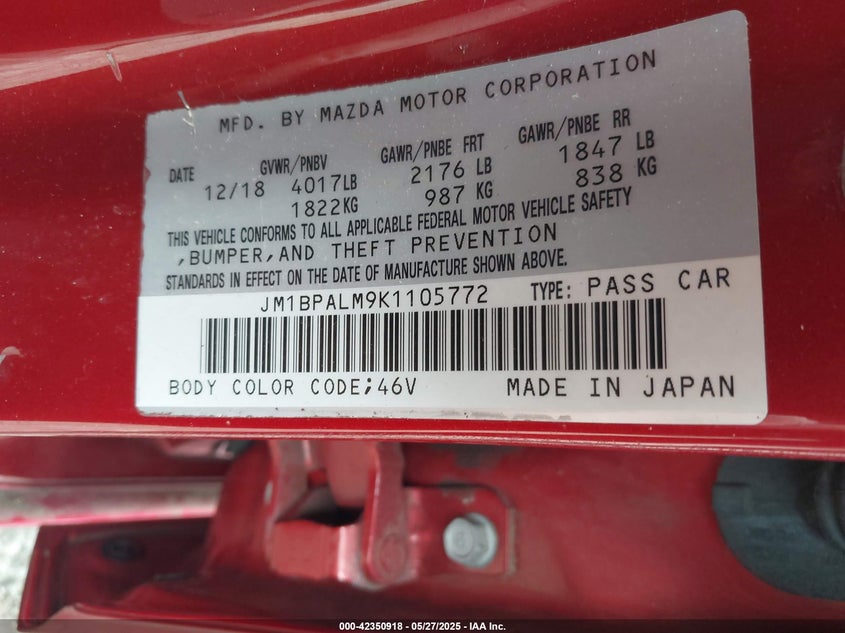 MFD. BY MAZDA MOTOR CORPORATION
DATE GVWR/PNBV GAWR/PNBE FRT GAWR/PNBE RR
12/18 4017LB 2176 LB 1847 LB
1822KG 987 KG 838 KG
THIS VEHICLE CONFORMS TO ALL APPLICABLE FEDERAL MOTOR VEHICLE SAFETY
,BUMPER,AND THEFT PREVENTION
STANDARDS IN EFFECT ON THE DATE OF MANUFACTURE SHOWN ABOVE.
JM1BPALM9K1105772 TYPE: PASS CAR
BODY COLOR CODE;46V MADE IN JAPAN
000-42350918 - 05/27/2025 - IAA Inc.